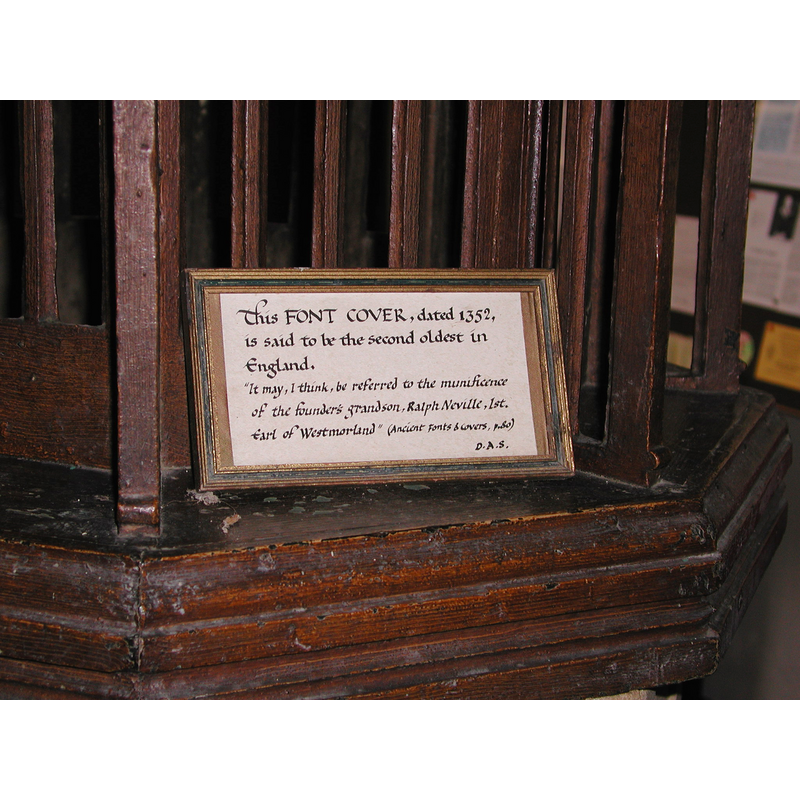 This FONT COVER, dated 1352,
is said to be the second oldest in
England.
"It may, I think, be referred to the munificence
of the founder's grandson, Ralph Neville, 1st.
Earl of Westmorland" (Ancient Fonts & Covers, p.80)
D.A.S.